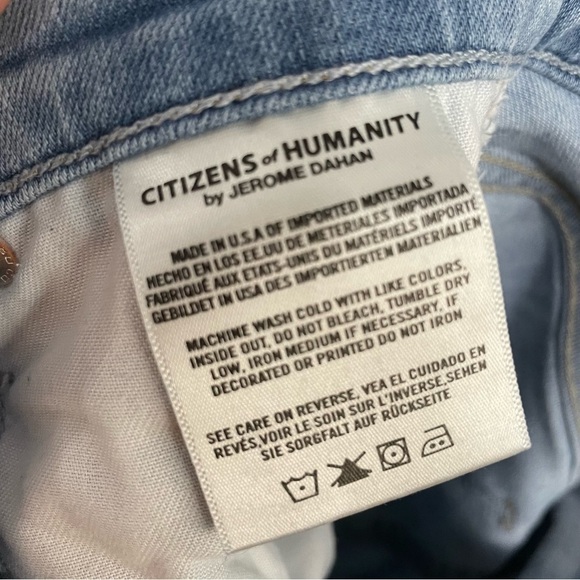 CITIZENS of HUMANITY
by JEROME DAHAN
MADE IN U.S.A OF IMPORTED MATERIALS
HECHO EN LOS EE.UU DE METERIALES IMPORTADA
FABRIQUÉ AUX ETATS-UNIS DU MATÉRIELS IMPORTÉ
GEBILDET IN USA DES IMPORTIERTEN MATERIALIEN
MACHINE WASH COLD WITH LIKE COLORS,
INSIDE OUT, DO NOT BLEACH, TUMBLE DRY
LOW, IRON MEDIUM IF NECESSARY, IF
DECORATED OR PRINTED DO NOT IRON
SEE CARE ON REVERSE, VEA EL CUIDADO EN
REVÉS,VOIR LE SOIN SUR L'INVERSE,SEHEN
SIE SORGFALT AUF RÜCKSEITE